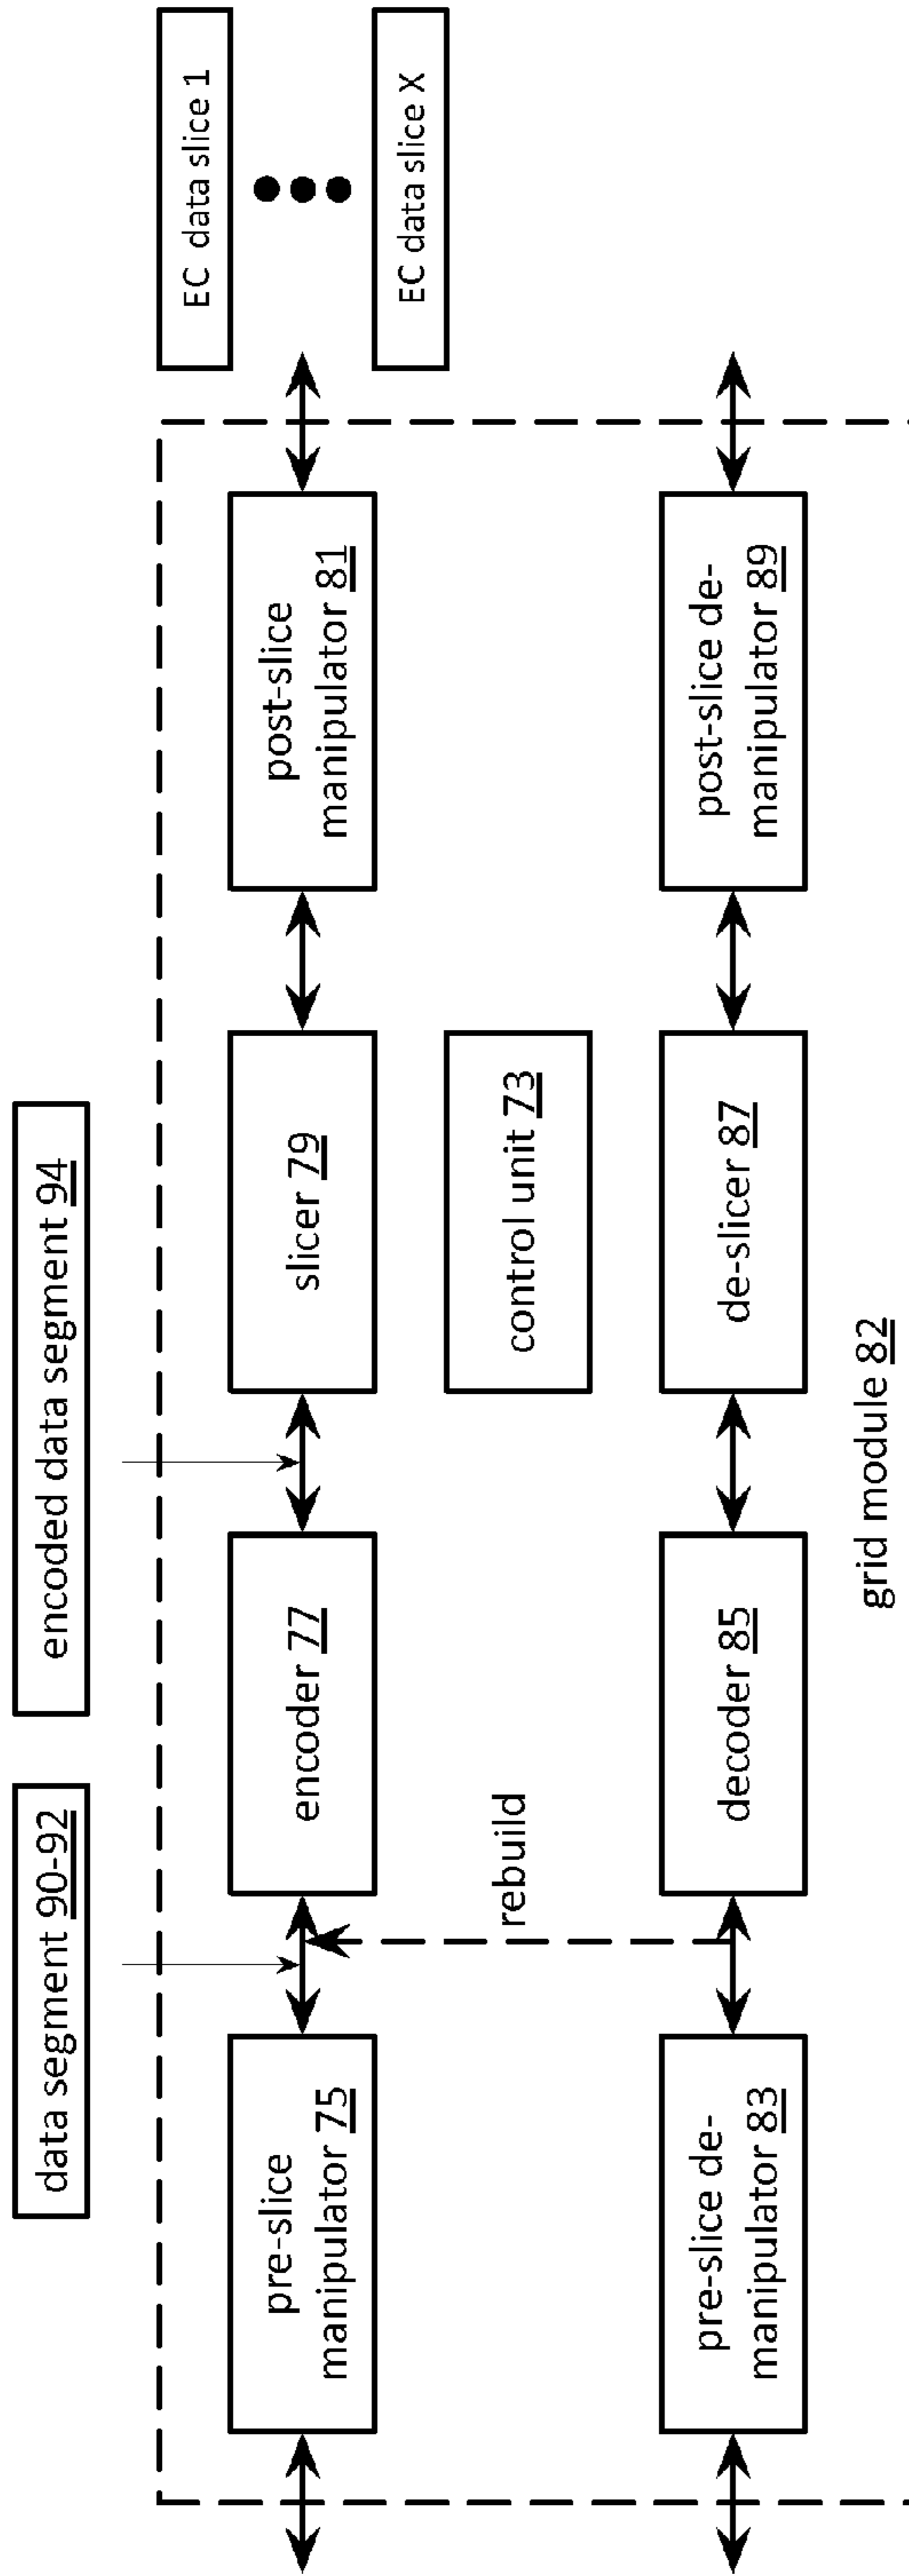 data segment 90-92
encoded data segment 94
EC data slice 1
EC data slice X
pre-slice
manipulator 75
encoder 77
slicer 79
post-slice
manipulator 81
rebuild
control unit 73
pre-slice de-
manipulator 83
decoder 85
de-slicer 87
post-slice de-
manipulator 89
grid module 82